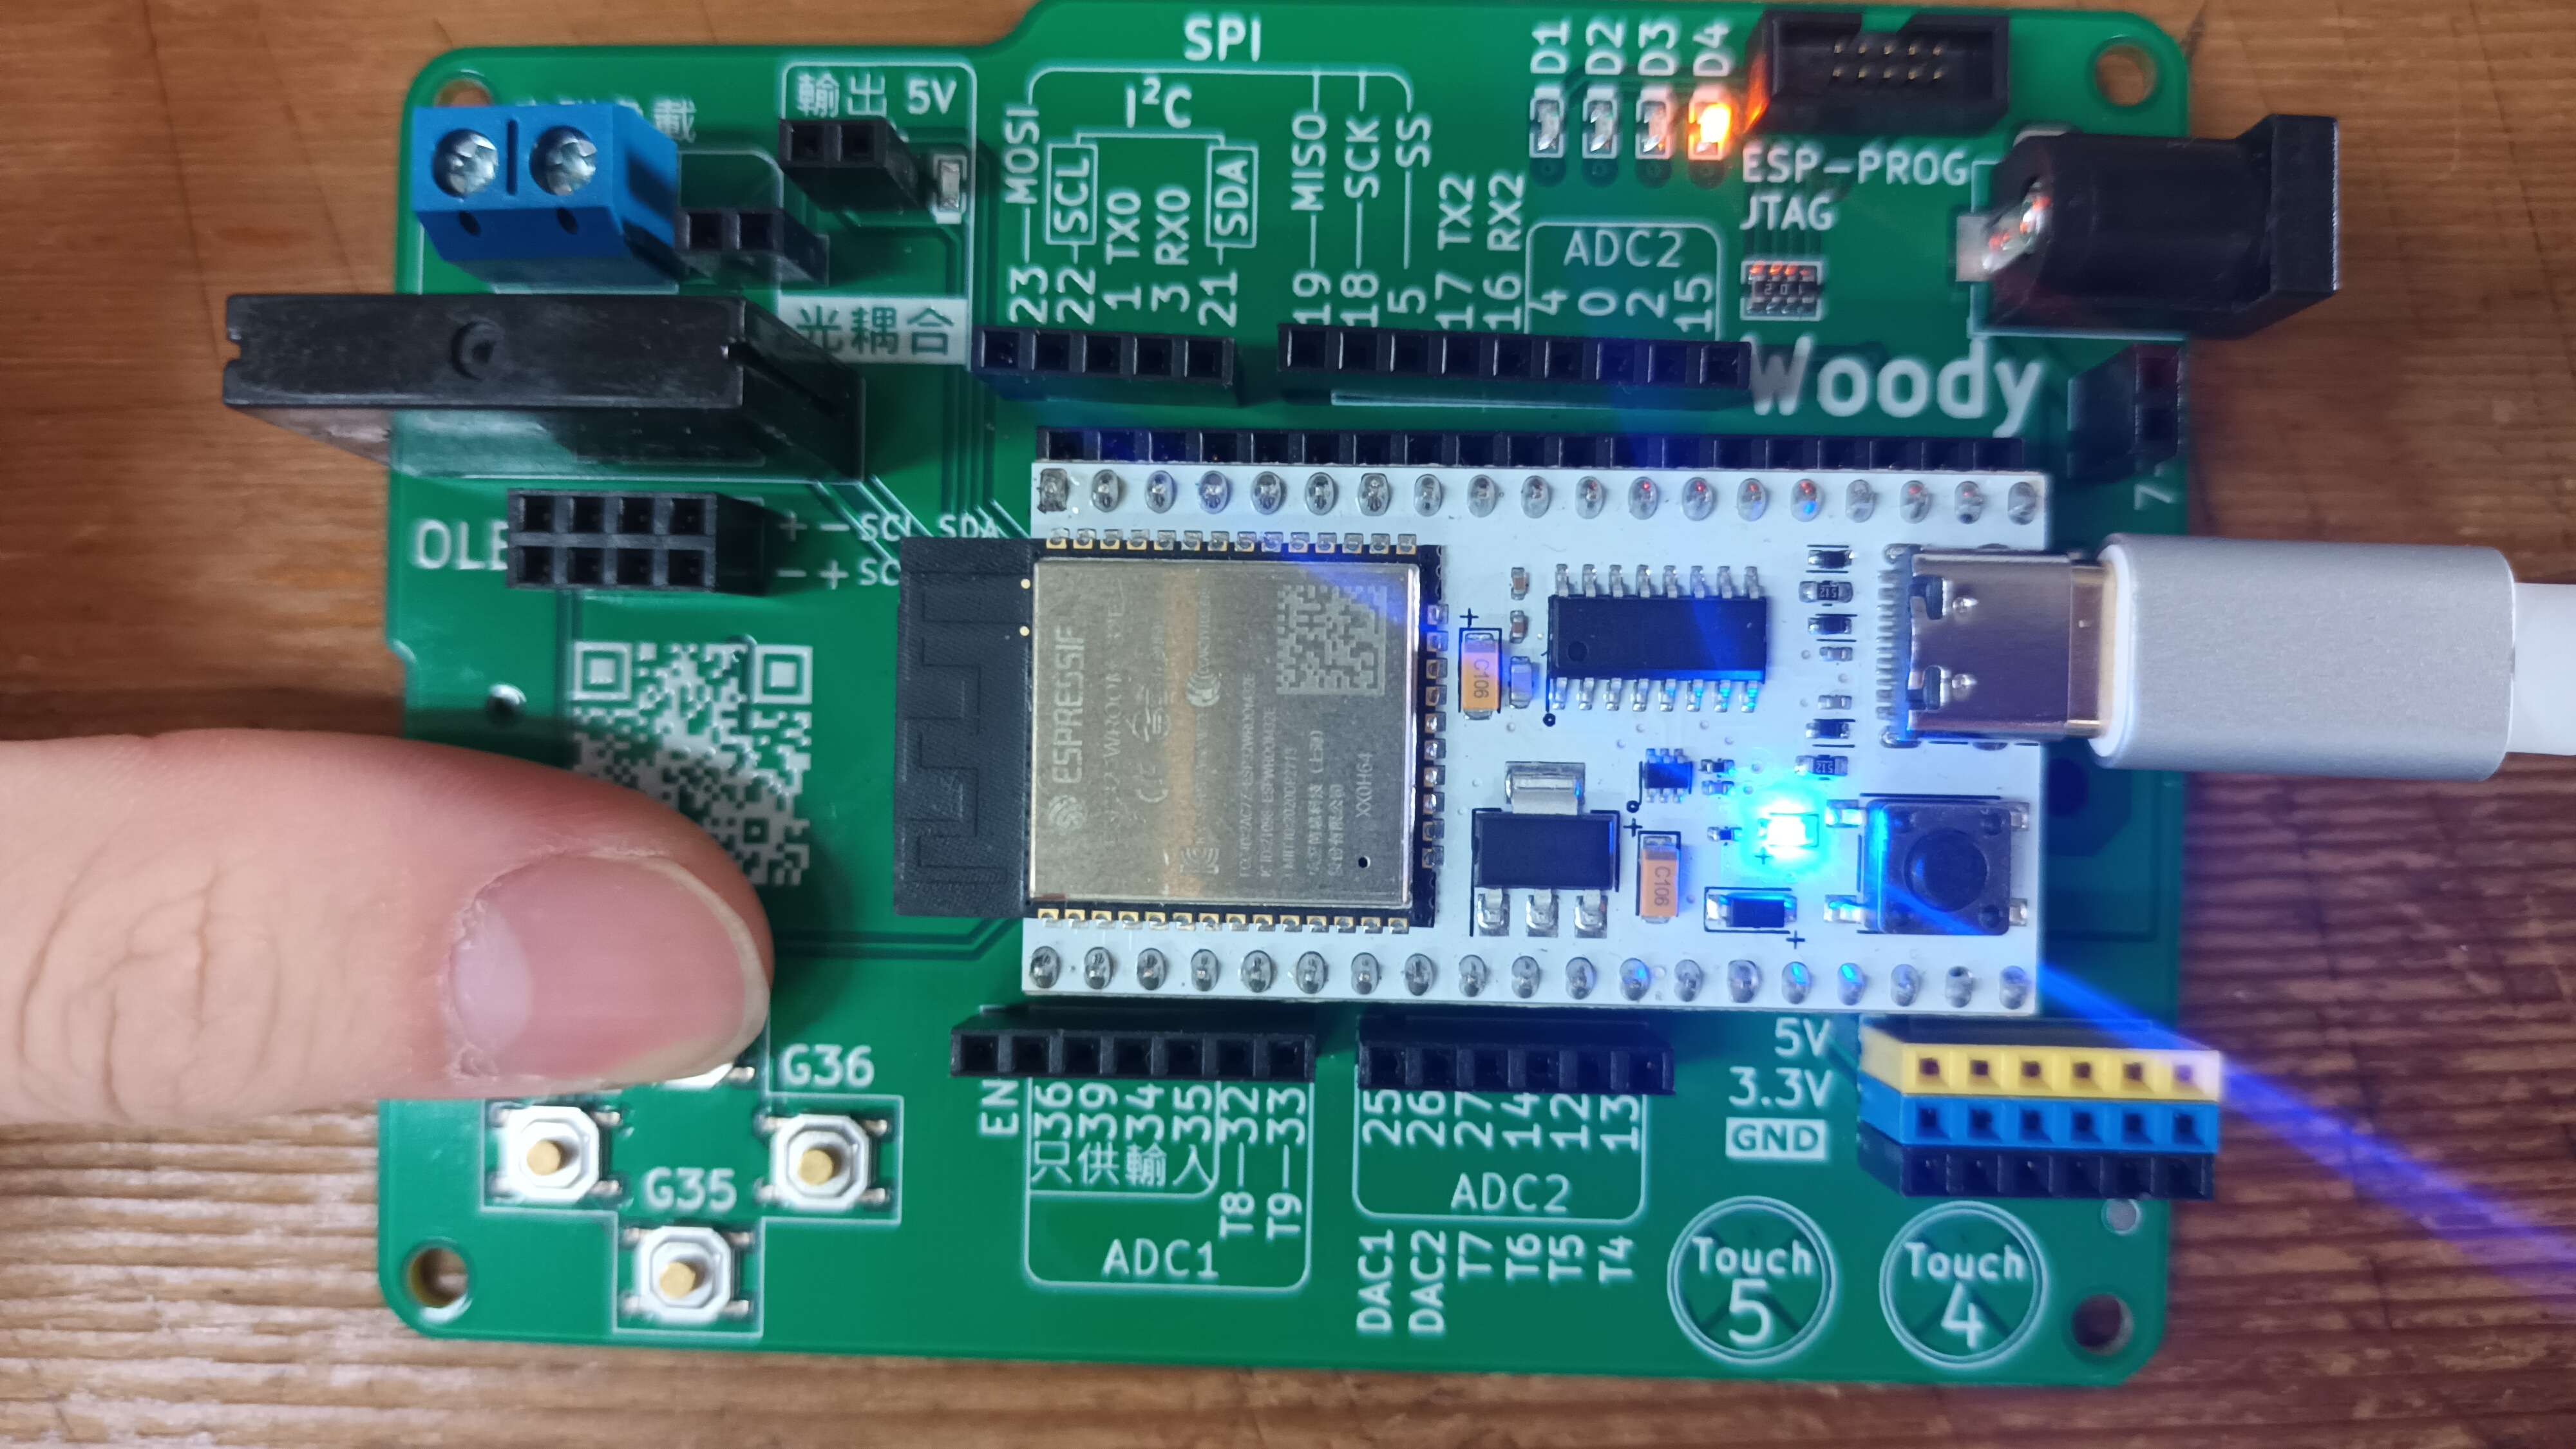 SPI
輸出 5V
載
I²C
MOSI
SCL
TX0
RX0
SDA
MISO
SCK
SS
TX2
RX2
D1
D2
D3
D4
ESP-PROG
JTAG
ADC2
23
22
1
3
21
19
18
5
17
16
4
0
2
15
光耦合
Woody
7
+ - SCL SDA
OLE
- + SC
ESPRESSIF
XX0H64
C106
C106
G36
G35
EN
36
39
34
35
32
33
只供輸入
T8
T9
ADC1
25
26
27
14
12
13
ADC2
DAC1
DAC2
T7
T6
T5
T4
5V
3.3V
GND
Touch
5
Touch
4